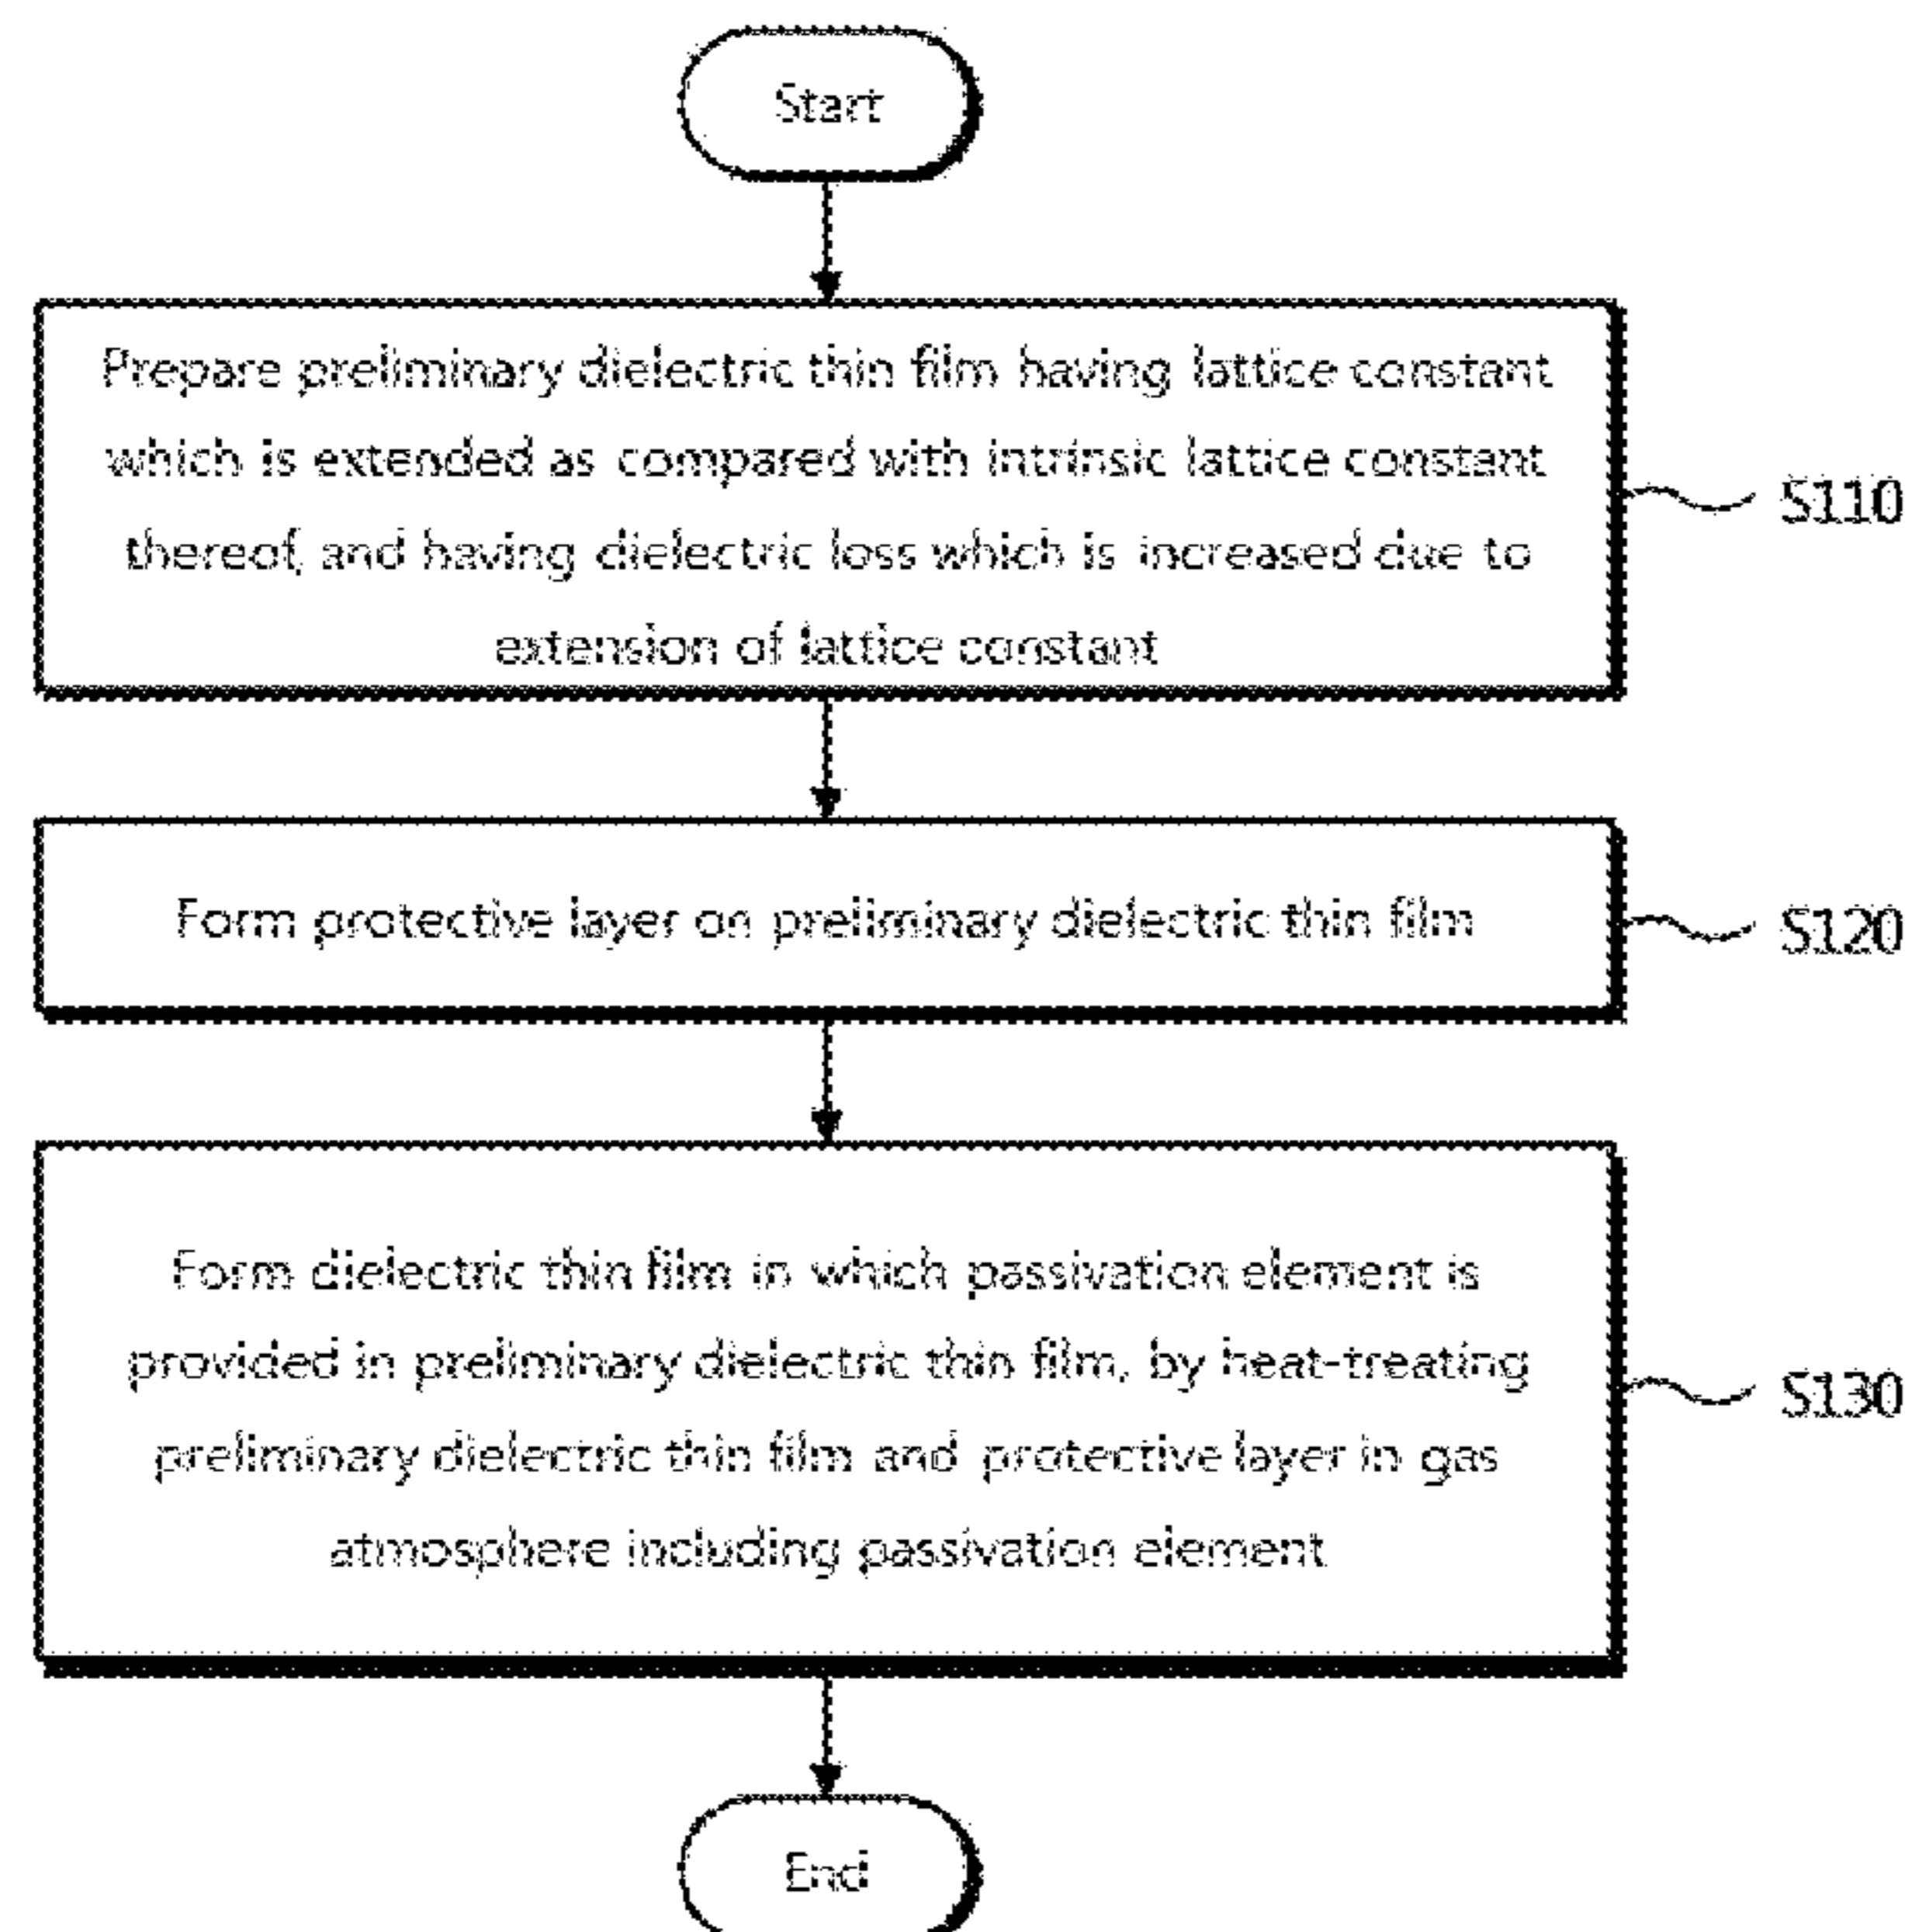 Start
Prepare preliminary dielectric thin film having lattice constant
which is extended as compared with intrinsic lattice constant
thereof, and having dielectric loss which is increased due to
extension of lattice constant
S110
Form protective layer on preliminary dielectric thin film
S120
Form dielectric thin film in which passivation element is
provided in preliminary dielectric thin film, by heat-treating
preliminary dielectric thin film and protective layer in gas
atmosphere including passivation element
S130
End